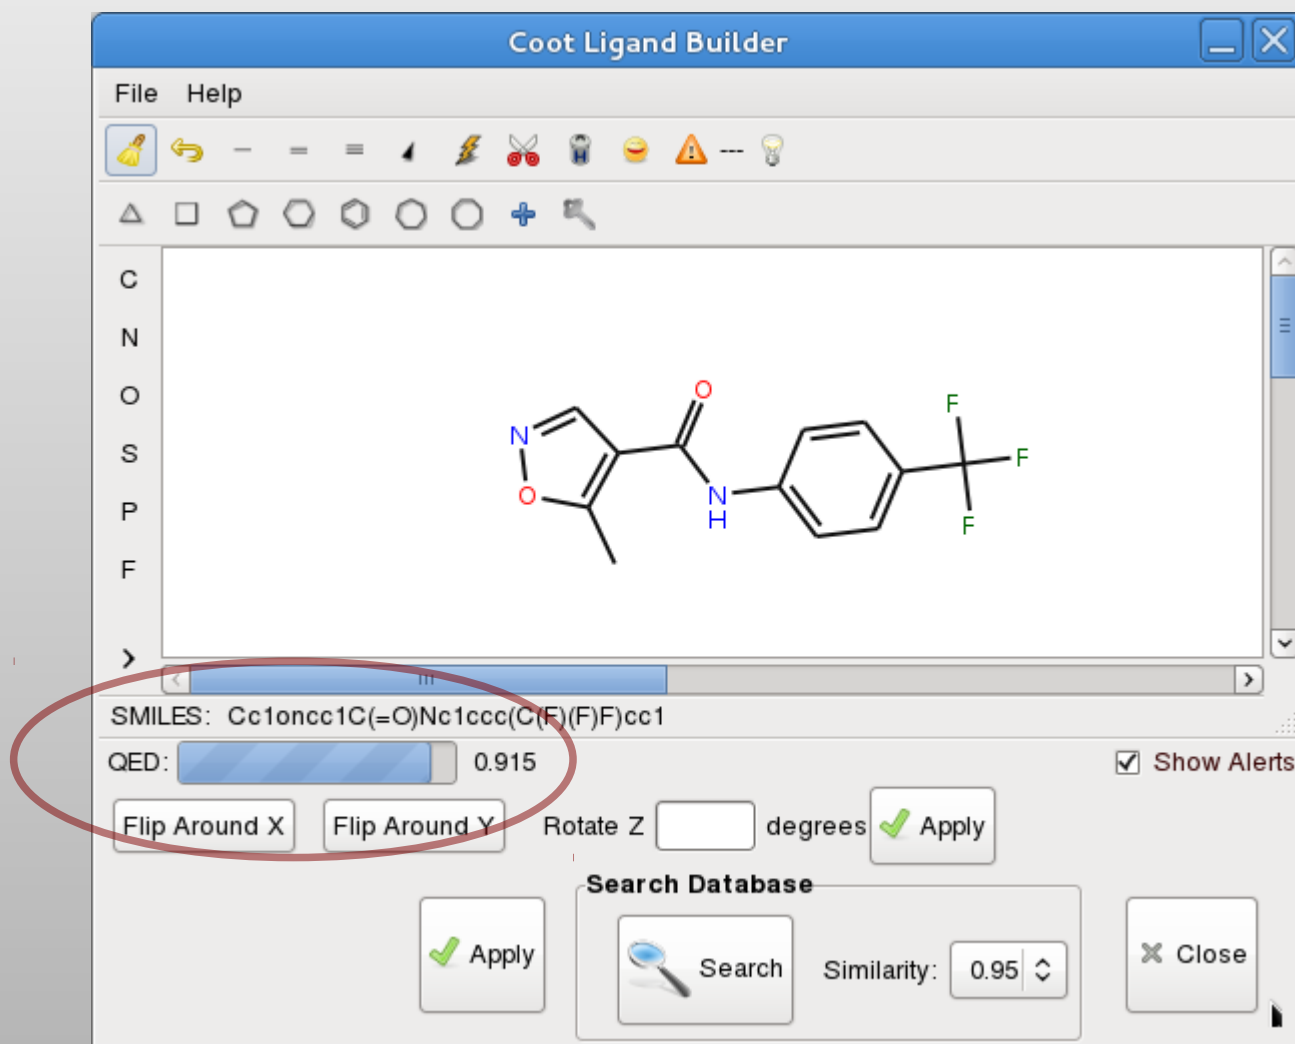 Coot Ligand Builder
File Help
C
N
O
S
P
F
O
N
O
N
H
F
F
F
SMILES: Cc1oncc1C(=O)Nc1ccc(C(F)(F)F)cc1
QED: 0.915
Show Alerts
Flip Around X Flip Around Y Rotate Z degrees Apply
Search Database
Apply Search Similarity: 0.95 Close